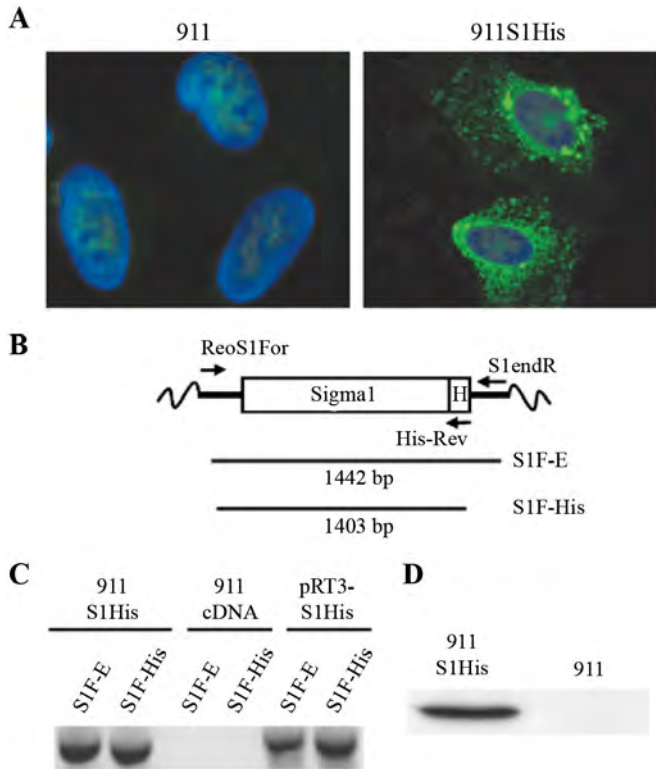 A
911
911S1His
B
ReoS1For
S1endR
Sigma1
H
His-Rev
S1F-E
1442 bp
S1F-His
1403 bp
C
911
S1His
911
cDNA
pRT3-
S1His
S1F-E
S1F-His
S1F-E
S1F-His
S1F-E
S1F-His
D
911
S1His
911